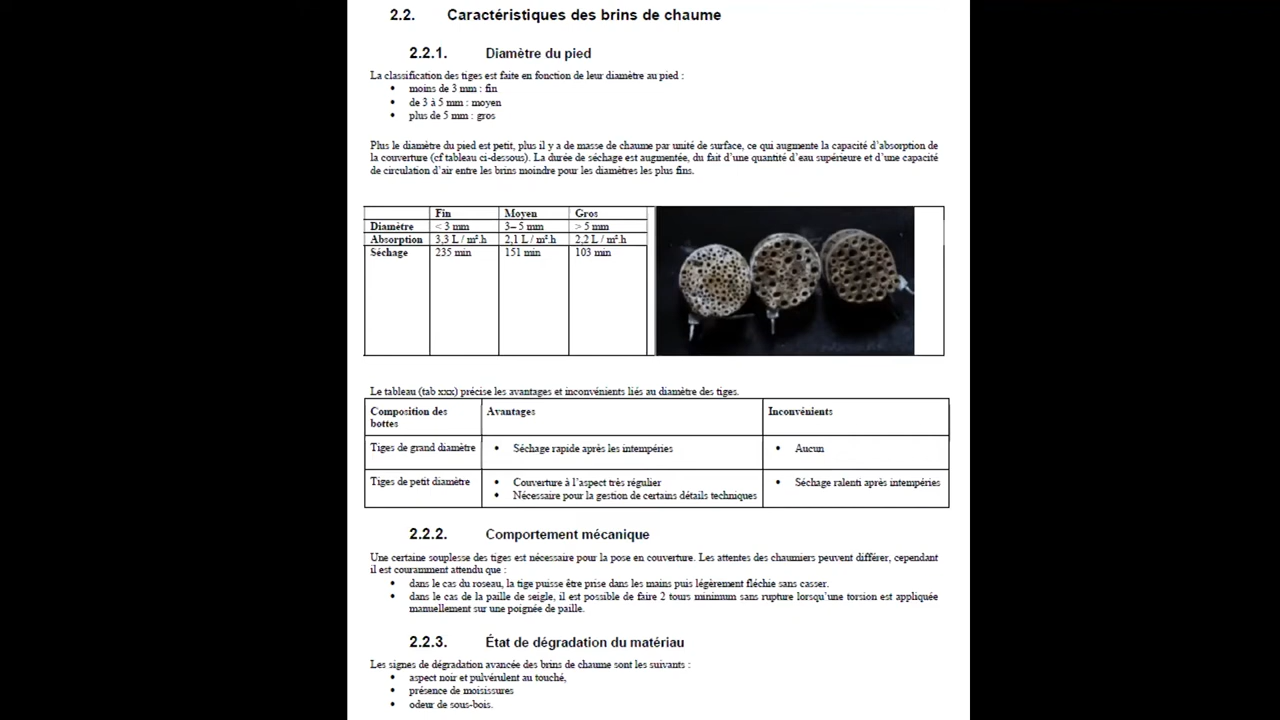 2.2. Caractéristiques des brins de chaume
2.2.1. Diamètre du pied
La classification des tiges est faite en fonction de leur diamètre au pied :
• moins de 3 mm : fin
• de 3 à 5 mm : moyen
• plus de 5 mm : gros
Plus le diamètre du pied est petit, plus il y a de masse de chaume par unité de surface, ce qui augmente la capacité d'absorption de
la couverture (cf tableau ci-dessous). La durée de séchage est augmentée, du fait d'une quantité d'eau supérieure et d'une capacité
de circulation d'air entre les brins moindre pour les diamètres les plus fins.
Fin Moyen Gros
Diamètre < 3 mm 3– 5 mm > 5 mm
Absorption 3,3 L / m².h 2,1 L / m².h 2,2 L / m².h
Séchage 235 min 151 min 103 min
Le tableau (tab xxx) précise les avantages et inconvénients liés au diamètre des tiges.
Composition des Avantages Inconvénients
bottes
Tiges de grand diamètre • Séchage rapide après les intempéries • Aucun
Tiges de petit diamètre • Couverture à l'aspect très régulier • Séchage ralenti après intempéries
• Nécessaire pour la gestion de certains détails techniques
2.2.2. Comportement mécanique
Une certaine souplesse des tiges est nécessaire pour la pose en couverture. Les attentes des chaumiers peuvent différer, cependant
il est couramment attendu que :
• dans le cas du roseau, la tige puisse être prise dans les mains puis légèrement fléchie sans casser.
• dans le cas de la paille de seigle, il est possible de faire 2 tours minimum sans rupture lorsqu'une torsion est appliquée
manuellement sur une poignée de paille.
2.2.3. État de dégradation du matériau
Les signes de dégradation avancée des brins de chaume sont les suivants :
• aspect noir et pulvérulent au touché,
• présence de moisissures
• odeur de sous-bois.